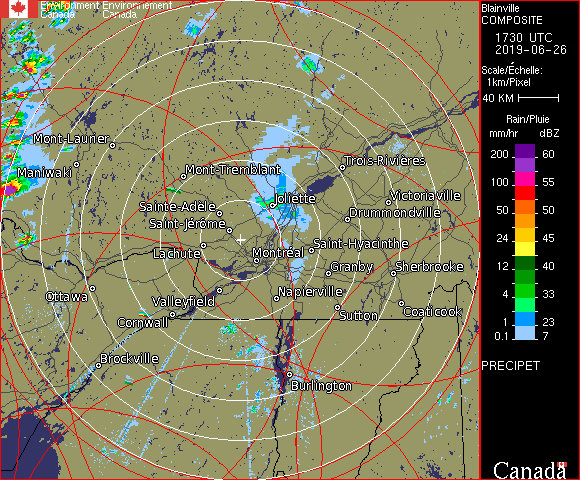 Environment Environnement
Canada Canada
Blainville
COMPOSITE
1730 UTC
2019-06-26
Scale/Échelle:
1km/Pixel
40 KM
Rain/Pluie
mm/hr dBZ
200 60
150 57
100 55
50 50
24 45
12 40
4 33
1 23
0.1 7
PRECIPET
Canada
Mont-Laurier
Maniwaki
Mont-Tremblant
Trois-Rivières
Joliette
Victoriaville
Sainte-Adele
Drummondville
Saint-Jérôme
Saint-Hyacinthe
Lachute
Montréal
Granby
Sherbrooke
Ottawa
Valleyfield
Napierville
Cornwall
Sutton
Coaticook
Brockville
Burlington